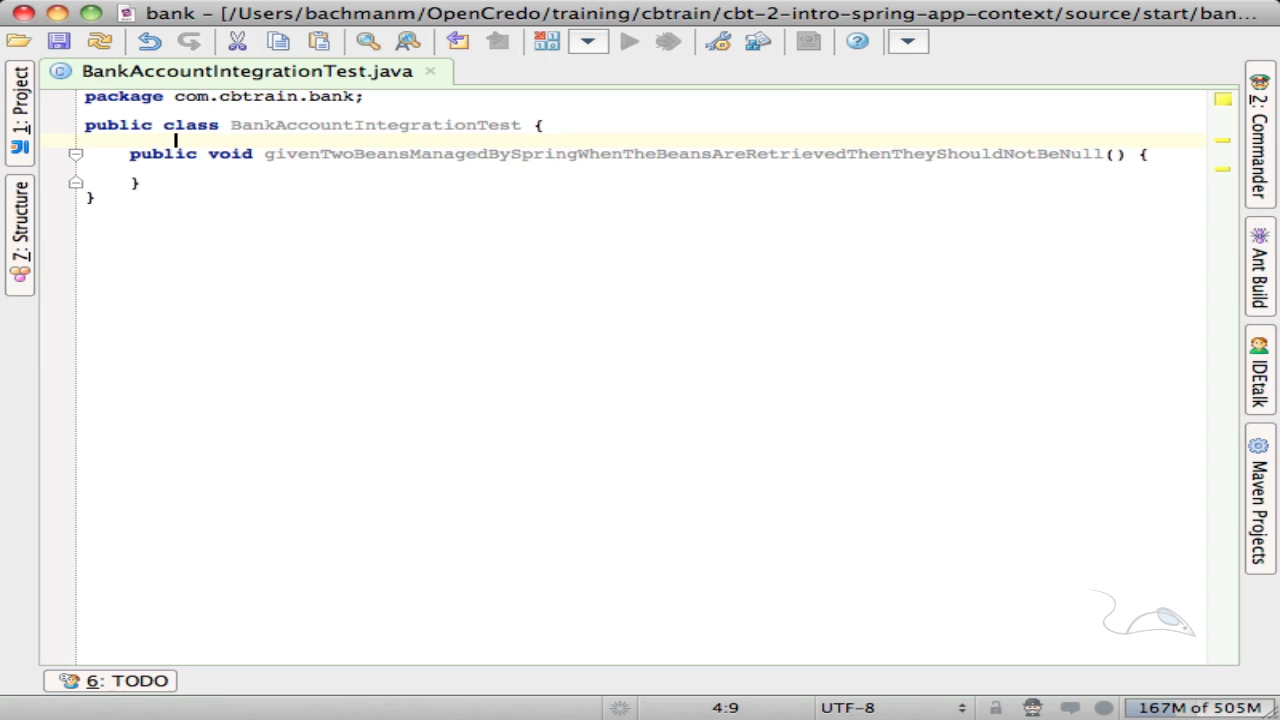 bank - [/Users/bachmanm/OpenCredo/training/cbtrain/cbt-2-intro-spring-app-context/source/start/ban...
BankAccountIntegrationTest.java
1: Project
7: Structure
package com.cbtrain.bank;
public class BankAccountIntegrationTest {
public void givenTwoBeansManagedBySpringWhenTheBeansAreRetrievedThenTheyShouldNotBeNull() {
}
}
2: Commander
Ant Build
IDEtalk
Maven Projects
6: TODO
4:9
UTF-8
167M of 505M